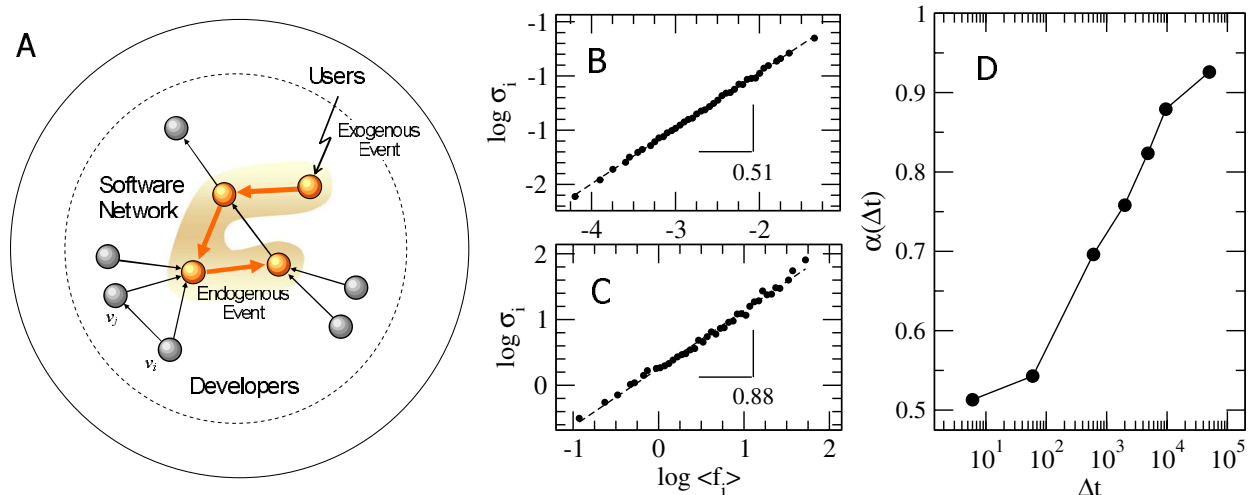 A
Users
Exogenous
Event
Software
Network
Endogenous
Event
v_j
v_i
Developers
B
log σ_i
-1
-1
-1
-2
0.51
-4
-3
-2
-1
C
log σ_i
2
1
0
0.88
-1
0
1
2
log <f_i>
D
α(Δt)
1
0.9
0.8
0.7
0.6
0.5
10^1
10^2
10^3
10^4
10^5
Δt